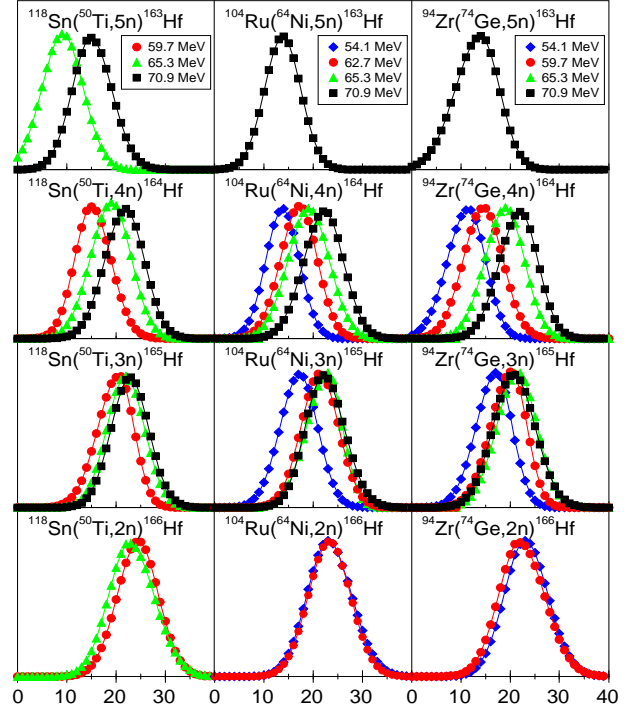 ¹¹⁸Sn(⁵⁰Ti,5n)¹⁶³Hf
59.7 MeV
65.3 MeV
70.9 MeV
¹⁰⁴Ru(⁶⁴Ni,5n)¹⁶³Hf
54.1 MeV
62.7 MeV
65.3 MeV
70.9 MeV
⁹⁴Zr(⁷⁴Ge,5n)¹⁶³Hf
54.1 MeV
59.7 MeV
65.3 MeV
70.9 MeV
¹¹⁸Sn(⁵⁰Ti,4n)¹⁶⁴Hf
¹⁰⁴Ru(⁶⁴Ni,4n)¹⁶⁴Hf
⁹⁴Zr(⁷⁴Ge,4n)¹⁶⁴Hf
¹¹⁸Sn(⁵⁰Ti,3n)¹⁶⁵Hf
¹⁰⁴Ru(⁶⁴Ni,3n)¹⁶⁵Hf
⁹⁴Zr(⁷⁴Ge,3n)¹⁶⁵Hf
¹¹⁸Sn(⁵⁰Ti,2n)¹⁶⁶Hf
¹⁰⁴Ru(⁶⁴Ni,2n)¹⁶⁶Hf
⁹⁴Zr(⁷⁴Ge,2n)¹⁶⁶Hf
0 10 20 30 0 10 20 30 0 10 20 30 40